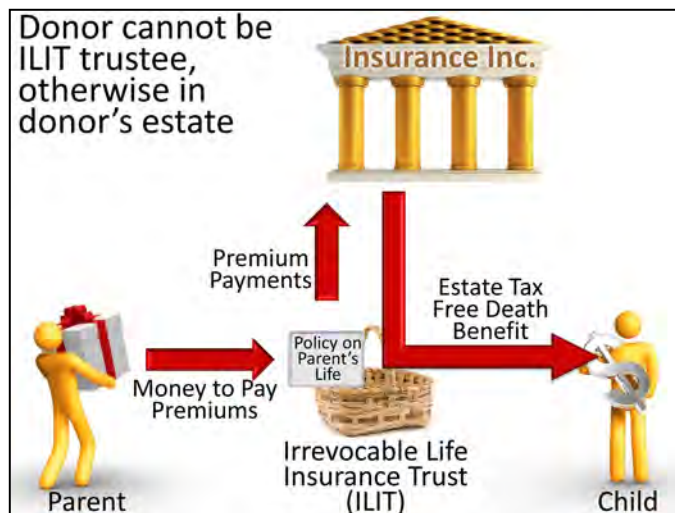 Donor cannot be
ILIT trustee,
otherwise in
donor's estate
Insurance Inc.
Premium
Payments
Estate Tax
Free Death
Benefit
Policy on
Parent's
Life
Money to Pay
Premiums
Irrevocable Life
Insurance Trust
(ILIT)
Parent
Child